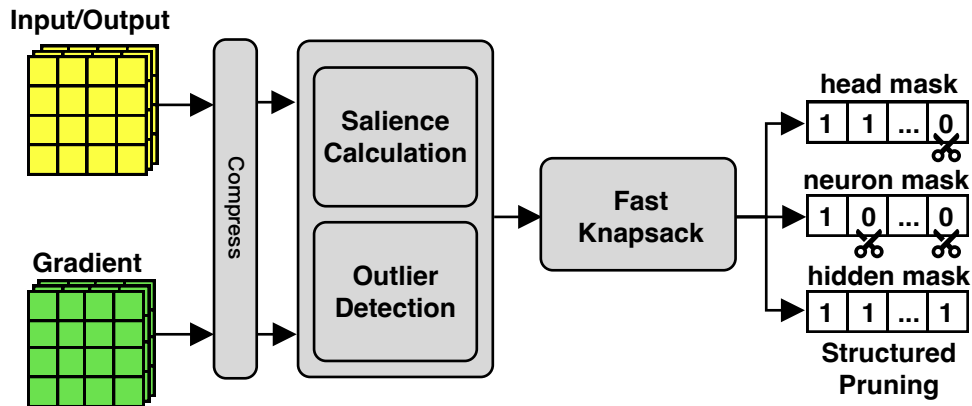 Input/Output
Gradient
Compress
Salience
Calculation
Outlier
Detection
Fast
Knapsack
head mask
1 1 ... 0
neuron mask
1 0 ... 0
hidden mask
1 1 ... 1
Structured
Pruning